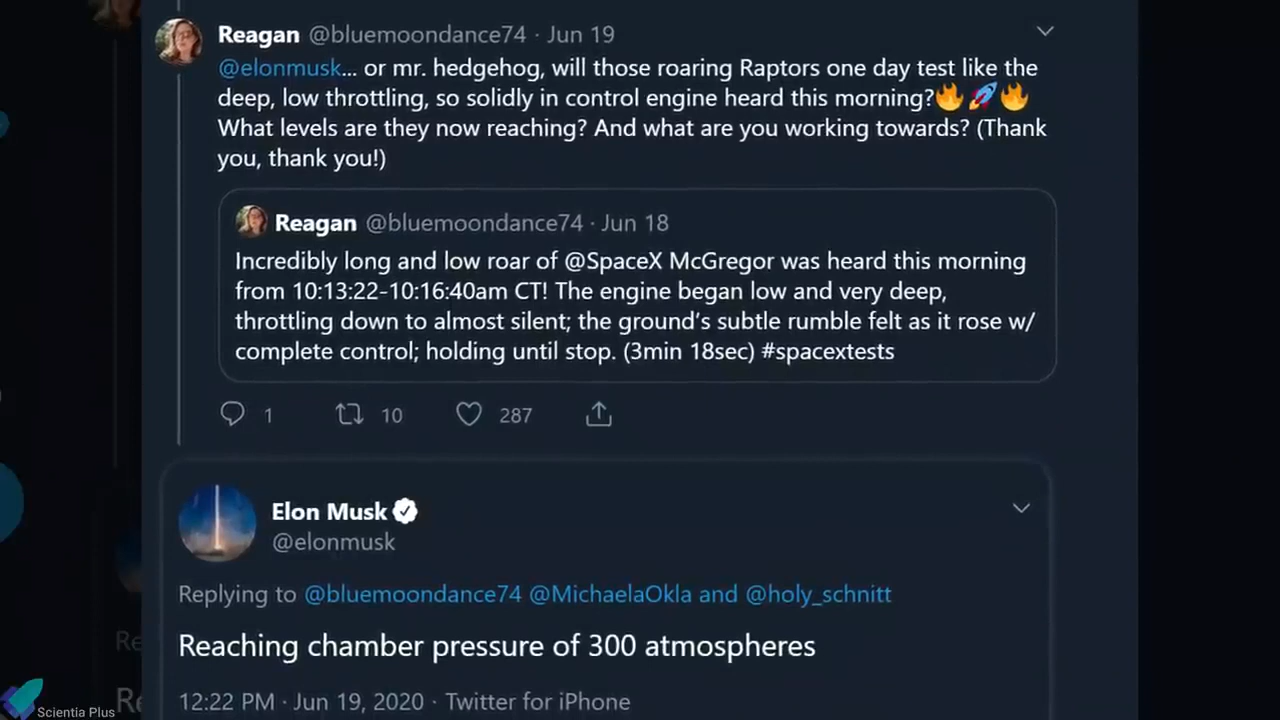 Reagan @bluemoondance74 · Jun 19
@elonmusk... or mr. hedgehog, will those roaring Raptors one day test like the
deep, low throttling, so solidly in control engine heard this morning?🔥🚀🔥
What levels are they now reaching? And what are you working towards? (Thank
you, thank you!)
Reagan @bluemoondance74 · Jun 18
Incredibly long and low roar of @SpaceX McGregor was heard this morning
from 10:13:22-10:16:40am CT! The engine began low and very deep,
throttling down to almost silent; the ground's subtle rumble felt as it rose w/
complete control; holding until stop. (3min 18sec) #spacextests
1 10 287
Elon Musk
@elonmusk
Replying to @bluemoondance74 @MichaelaOkla and @holy_schnitt
Reaching chamber pressure of 300 atmospheres
12:22 PM · Jun 19, 2020 · Twitter for iPhone
Re
Re
Scientia Plus